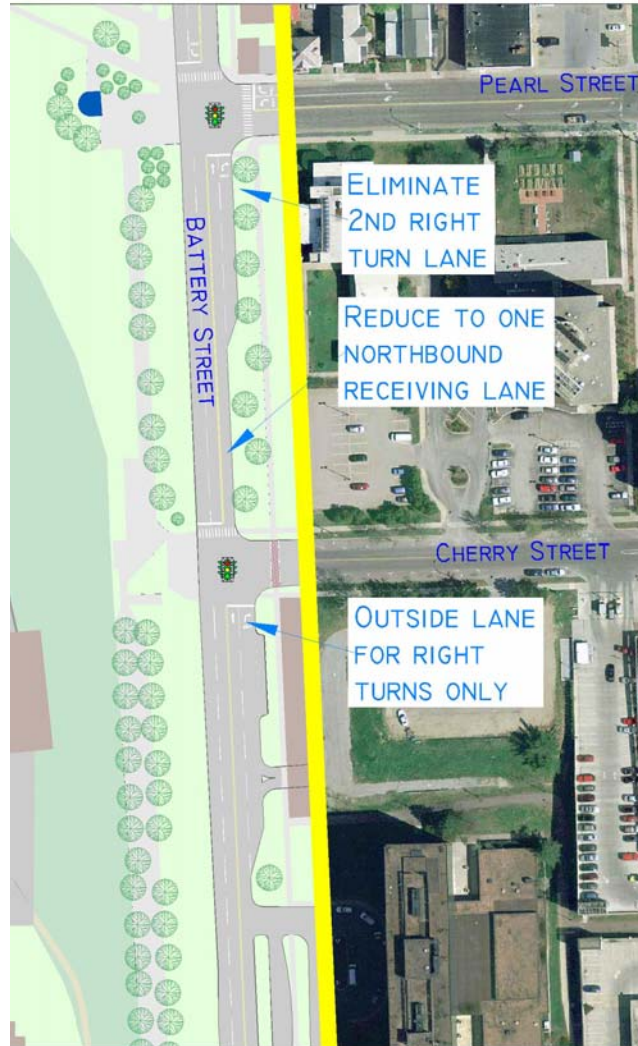 PEARL STREET
ELIMINATE
2ND RIGHT
TURN LANE
BATTERY STREET
REDUCE TO ONE
NORTHBOUND
RECEIVING LANE
CHERRY STREET
OUTSIDE LANE
FOR RIGHT
TURNS ONLY